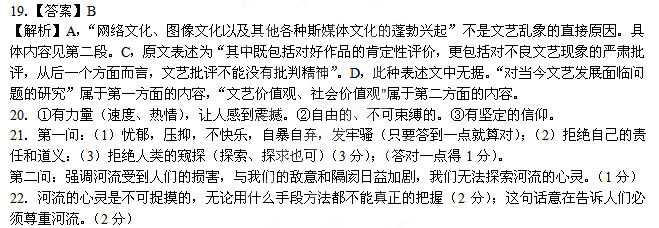 19.【答案】B
【解析】A，“网络文化、图像文化以及其他各种斯媒体文化的蓬勃兴起”不是文艺乱象的直接原因。具
体内容见第二段。C，原文表述为“其中既包括对好作品的肯定性评价，更包括对不良文艺现象的严肃批
评，从后一个方面而言，文艺批评不能没有批判精神”。D，此种表述文中无据。“对当今文艺发展面临问
题的研究”属于第一方面的内容，“文艺价值观、社会价值观"属于第二方面的内容。
20. ①有力量（速度、热情），让人感到震撼。②自由的、不可束缚的。③有坚定的信仰。
21. 第一问：（1）忧郁，压抑，不快乐，自暴自弃，发牢骚（只要答到一点就算对）；（2）拒绝自己的责
任和道义：（3）拒绝人类的窥探（探索、探求也可）（3 分）；（答对一点得 1 分）。
第二问：强调河流受到人们的损害，与我们的敌意和隔阂日益加剧，我们无法探索河流的心灵。（1 分）
22. 河流的心灵是不可捉摸的，无论用什么手段方法都不能真正的把握（2 分）；这句话意在告诉人们必
须尊重河流。（2 分）